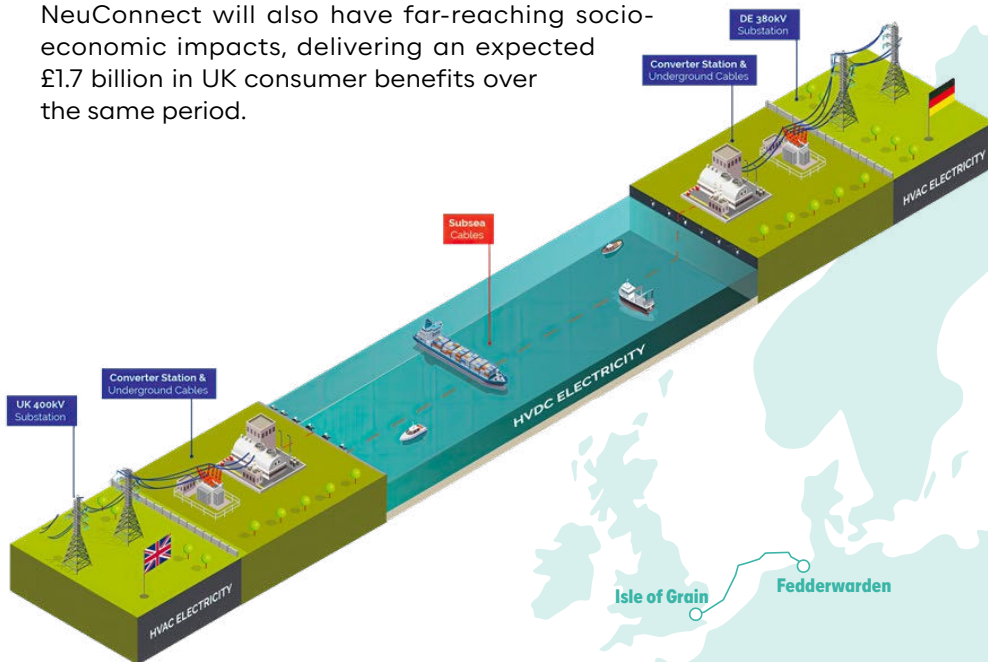 NeuConnect will also have far-reaching socio-
economic impacts, delivering an expected
£1.7 billion in UK consumer benefits over
the same period.
DE 380kV
Substation
Converter Station &
Underground Cables
HVAC ELECTRICITY
Subsea
Cables
HVDC ELECTRICITY
Converter Station &
Underground Cables
UK 400kV
Substation
HVAC ELECTRICITY
Isle of Grain
Fedderwarden